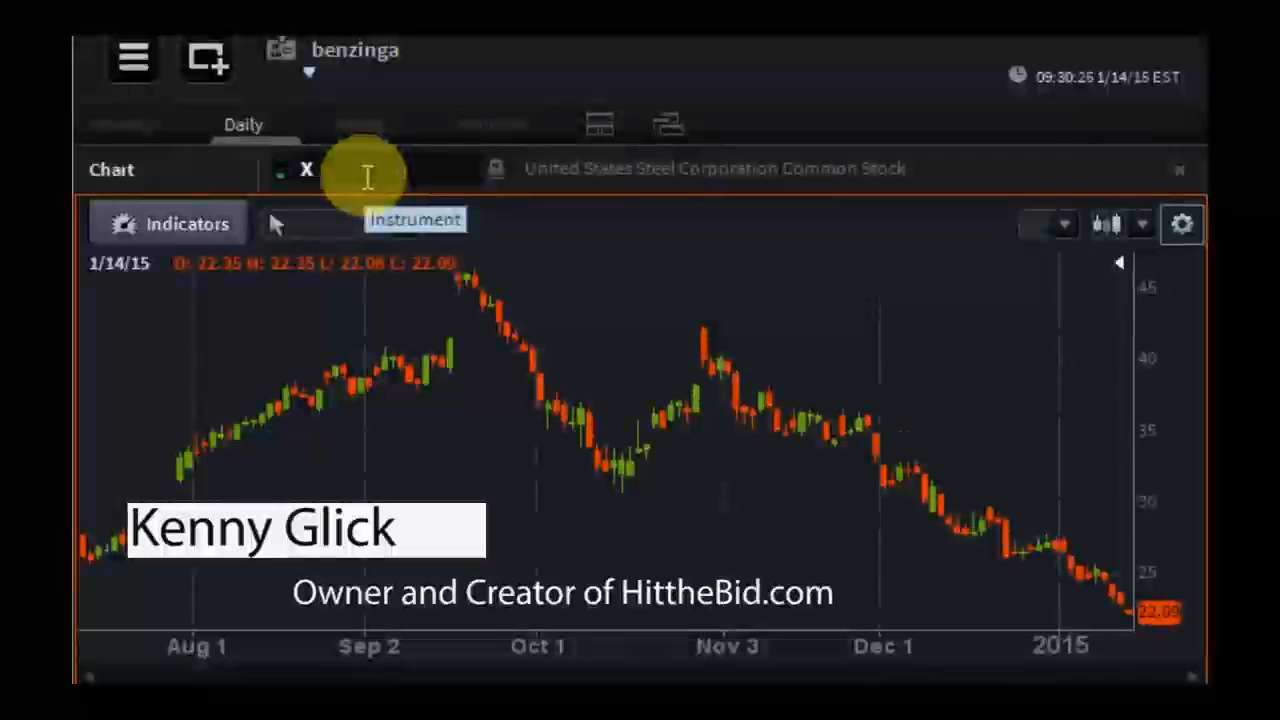 benzinga
09:30:26 1/14/15 EST
Daily
Chart
X
United States Steel Corporation Common Stock
Indicators
Instrument
1/14/15 O: 22.35 H: 22.35 L: 22.08 L: 22.09
45
40
35
30
25
22.09
Kenny Glick
Owner and Creator of HittheBid.com
Aug 1
Sep 2
Oct 1
Nov 3
Dec 1
2015